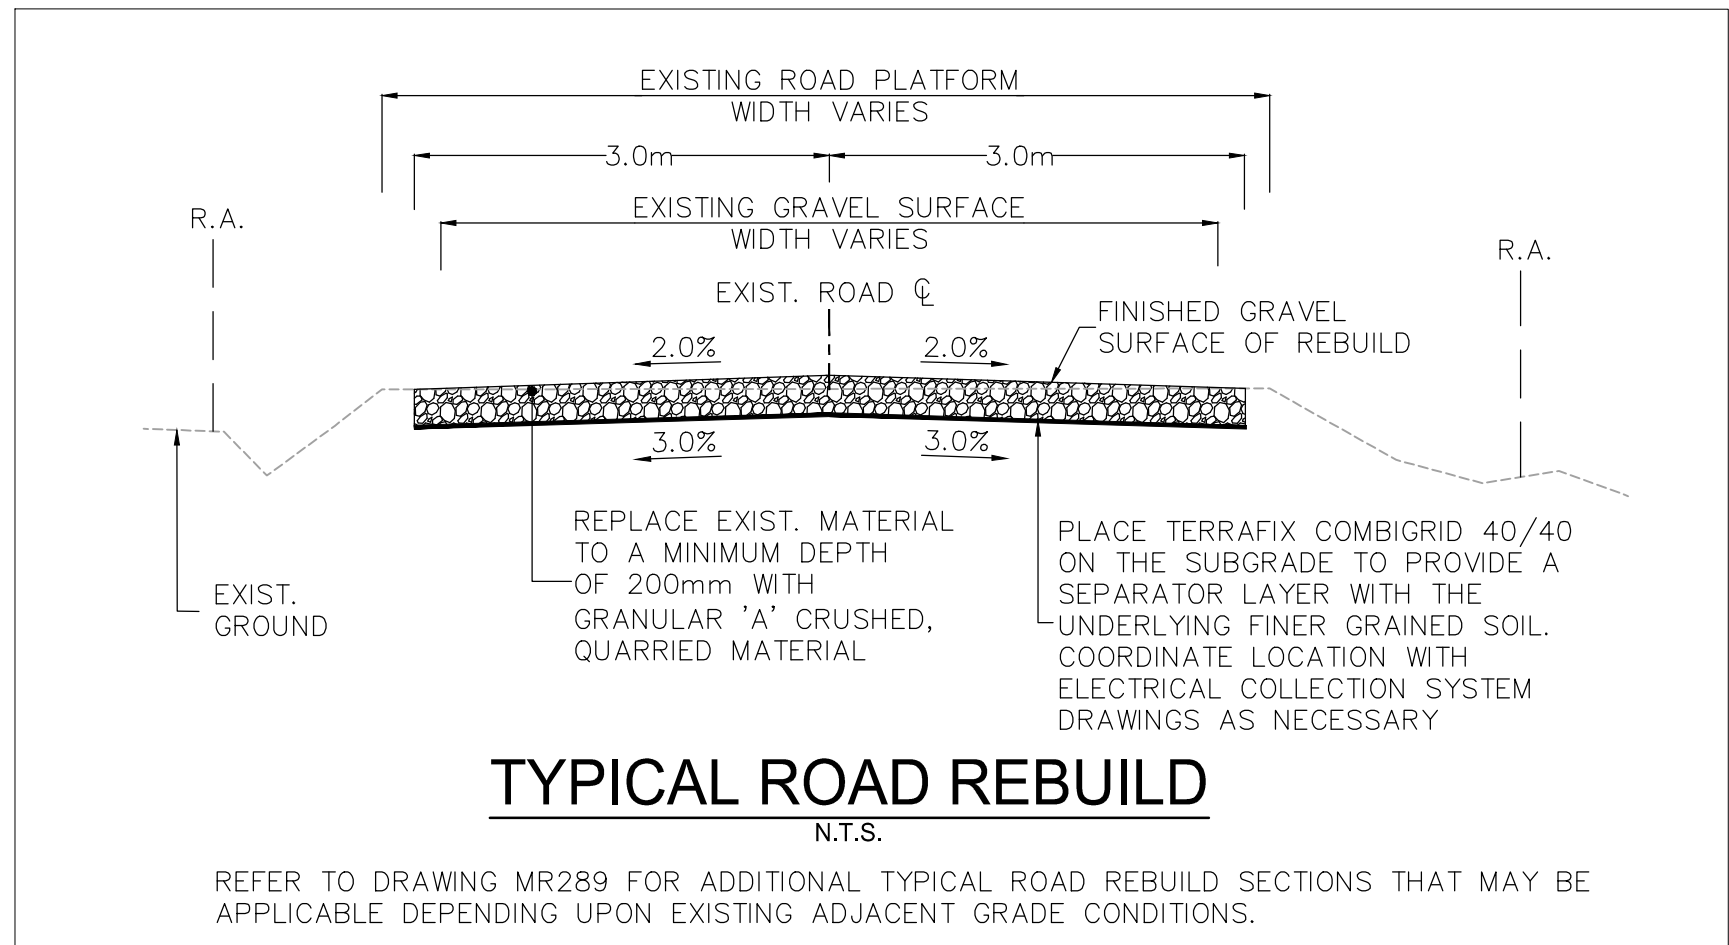 EXISTING ROAD PLATFORM
WIDTH VARIES
3.0m
3.0m
EXISTING GRAVEL SURFACE
WIDTH VARIES
R.A.
R.A.
EXIST. ROAD ℄
FINISHED GRAVEL
SURFACE OF REBUILD
2.0%
2.0%
3.0%
3.0%
REPLACE EXIST. MATERIAL
TO A MINIMUM DEPTH
OF 200mm WITH
GRANULAR 'A' CRUSHED,
QUARRIED MATERIAL
PLACE TERRAFIX COMBIGRID 40/40
ON THE SUBGRADE TO PROVIDE A
SEPARATOR LAYER WITH THE
UNDERLYING FINER GRAINED SOIL.
COORDINATE LOCATION WITH
ELECTRICAL COLLECTION SYSTEM
DRAWINGS AS NECESSARY
EXIST.
GROUND
TYPICAL ROAD REBUILD
N.T.S.
REFER TO DRAWING MR289 FOR ADDITIONAL TYPICAL ROAD REBUILD SECTIONS THAT MAY BE
APPLICABLE DEPENDING UPON EXISTING ADJACENT GRADE CONDITIONS.